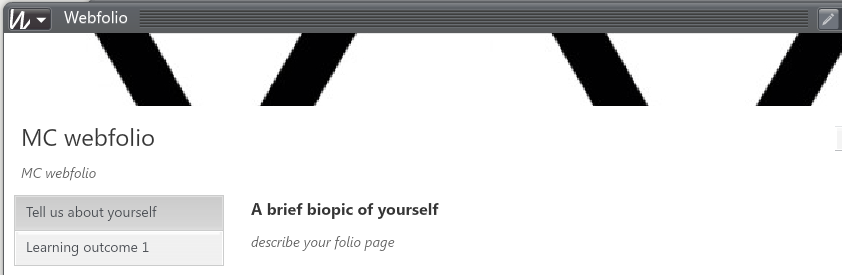 Webfolio
MC webfolio
MC webfolio
Tell us about yourself
Learning outcome 1
A brief biopic of yourself
describe your folio page